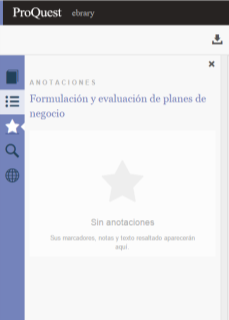 ProQuest ebrary
ANOTACIONES
Formulación y evaluación de planes de
negocio
Sin anotaciones
Sus marcadores, notas y texto resaltado aparecerán
aquí.